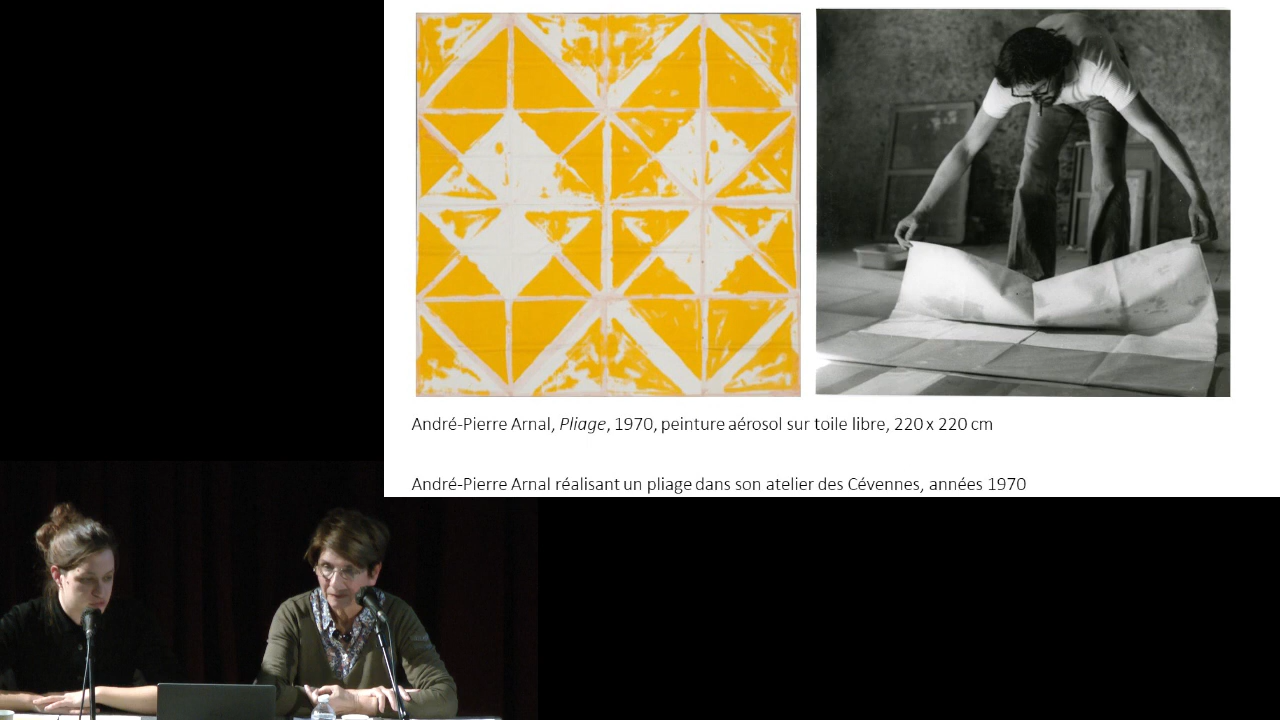 André-Pierre Arnal, Pliage, 1970, peinture aérosol sur toile libre, 220 x 220 cm
André-Pierre Arnal réalisant un pliage dans son atelier des Cévennes, années 1970